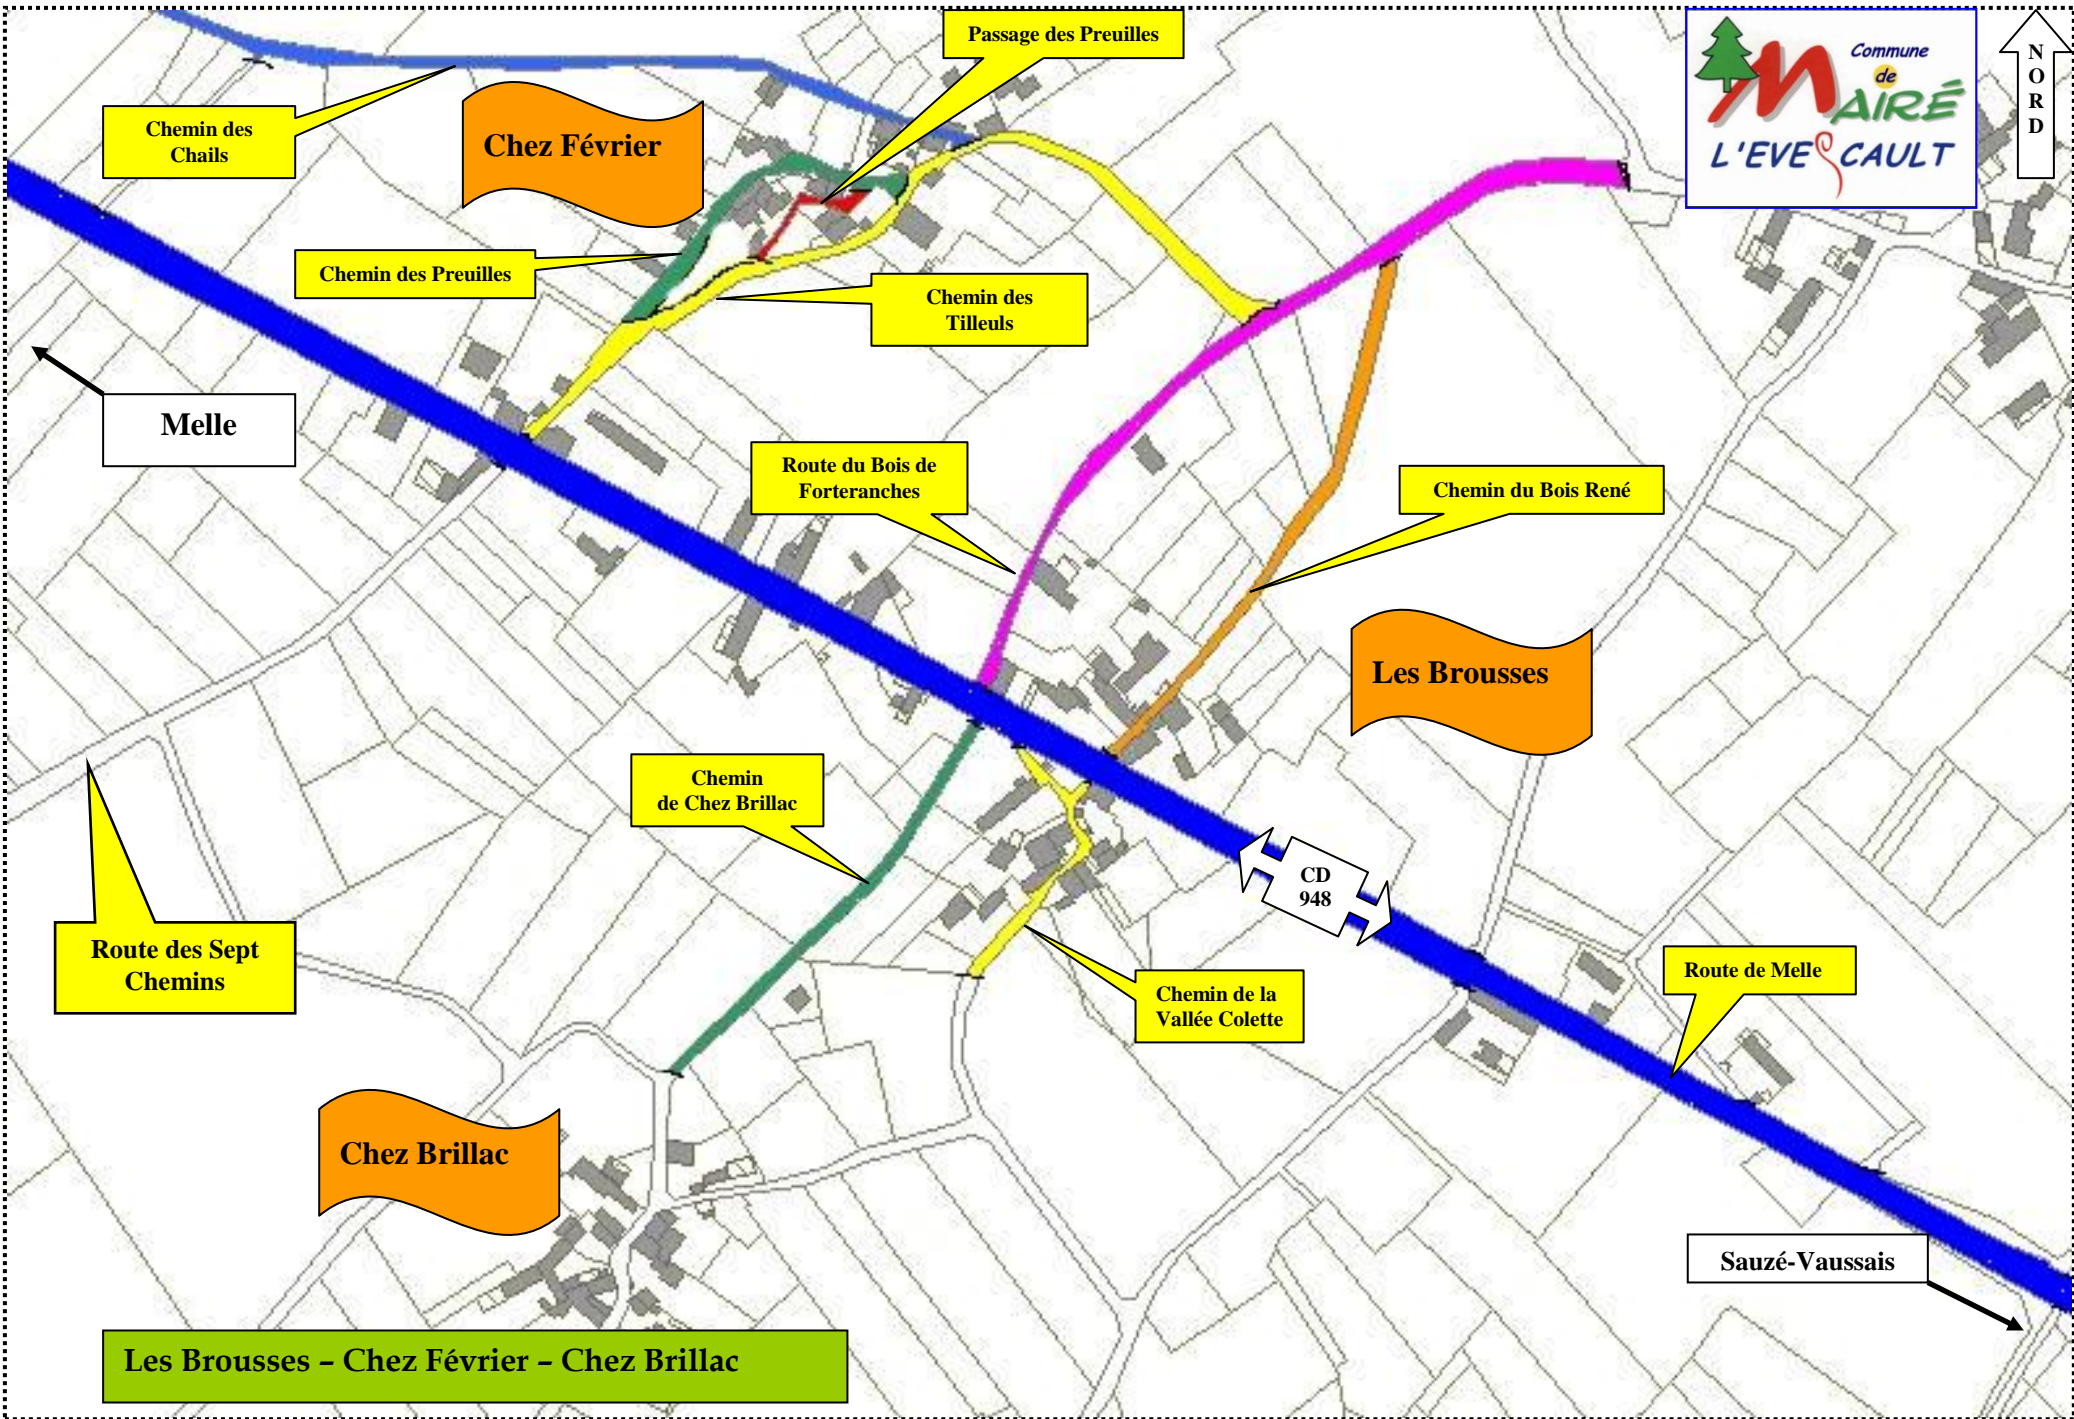 Passage des Preuilles
Commune
de
MAIRÉ
L'EVESCAULT
N
O
R
D
Chemin des
Chails
Chez Février
Chemin des Preuilles
Chemin des
Tilleuls
Melle
Route du Bois de
Forteranches
Chemin du Bois René
Les Brousses
Chemin
de Chez Brillac
CD
948
Route des Sept
Chemins
Route de Melle
Chemin de la
Vallée Colette
Chez Brillac
Sauzé-Vaussais
Les Brousses – Chez Février – Chez Brillac